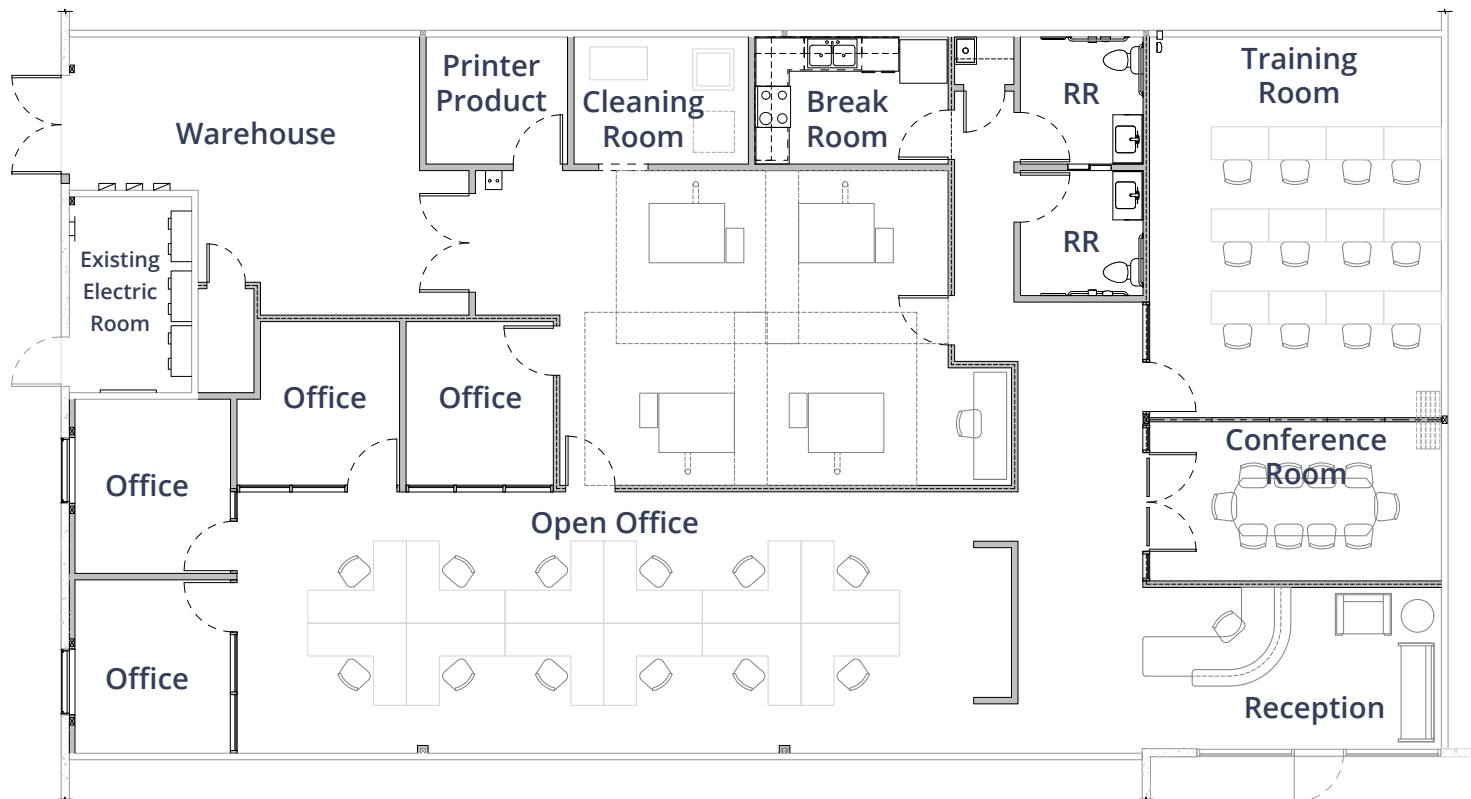 Printer
Product
Cleaning
Room
Break
Room
RR
Training
Room
Warehouse
RR
Existing
Electric
Room
Office
Office
Conference
Room
Office
Open Office
Office
Reception